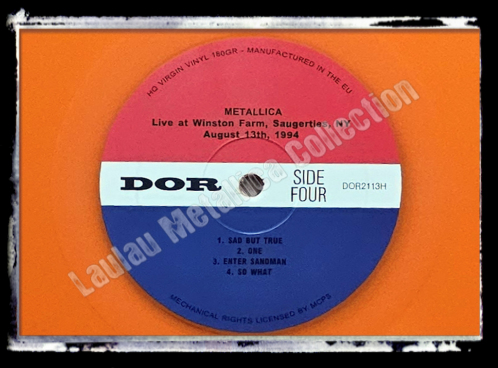 HQ VIRGIN VINYL 180GR - MANUFACTURED IN THE EU
METALLICA
Live at Winston Farm, Saugerties, NY.
August 13th, 1994
DOR
SIDE
FOUR
DOR2113H
1. SAD BUT TRUE
2. ONE
3. ENTER SANDMAN
4. SO WHAT
MECHANICAL RIGHTS LICENSED BY MCPS
Laulau Metallica Collection